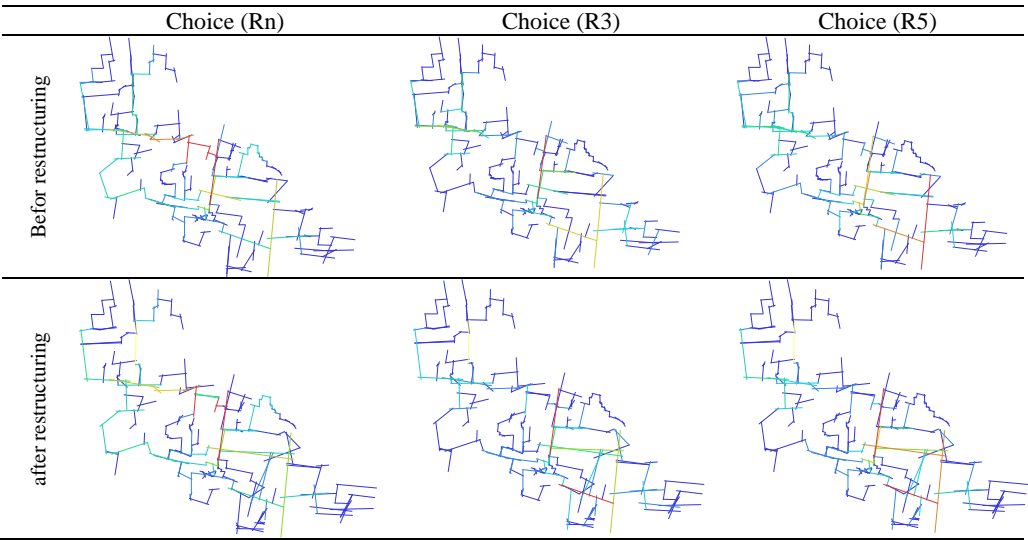 Choice (Rn) Choice (R3) Choice (R5)
Befor restructuring
after restructuring